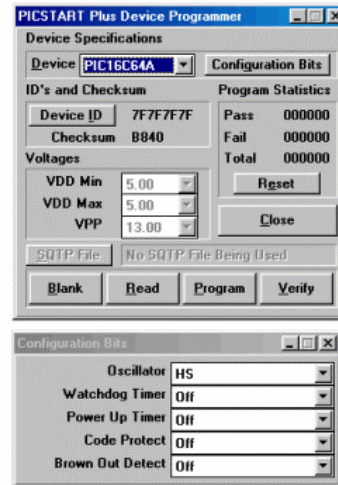 PICSTART Plus Device Programmer
Device Specifications
Device PIC16C64A Configuration Bits
ID's and Checksum Program Statistics
Device ID 7F7F7F7F Pass 000000
Checksum B840 Fail 000000
Voltages Total 000000
VDD Min 5.00 Reset
VDD Max 5.00
VPP 13.00 Close
SQTP File No SQTP File Being Used
Blank Read Program Verify
Configuration Bits
Oscillator HS
Watchdog Timer Off
Power Up Timer Off
Code Protect Off
Brown Out Detect Off